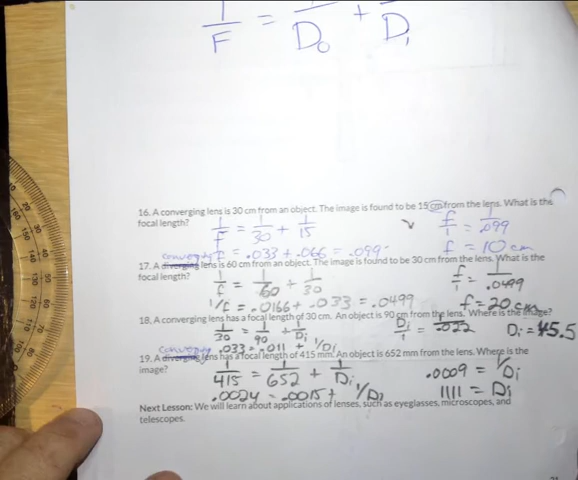 1/F = 1/D₀ + 1/Dᵢ
16. A converging lens is 30 cm from an object. The image is found to be 15 cm from the lens. What is the
focal length?
1/f = 1/30 + 1/15
f/1 = 1/.099
converging f = .033 + .066 = .099
f = 10 cm
17. A diverging lens is 60 cm from an object. The image is found to be 30 cm from the lens. What is the
focal length?
1/f = 1/60 + 1/30
f/1 = 1/.0499
1/f = .0166 + .033 = .0499
f = 20 cm
18. A converging lens has a focal length of 30 cm. An object is 90 cm from the lens. Where is the image?
1/30 = 1/90 + 1/Dᵢ
Dᵢ/1 = 1/.022
Dᵢ = 45.5
converging .033 = .011 + 1/Dᵢ
19. A diverging lens has a focal length of 415 mm. An object is 652 mm from the lens. Where is the
image?
1/415 = 1/652 + 1/Dᵢ
.0009 = 1/Dᵢ
.0024 = .0015 + 1/Dᵢ
1111 = Dᵢ
Next Lesson: We will learn about applications of lenses, such as eyeglasses, microscopes, and
telescopes.